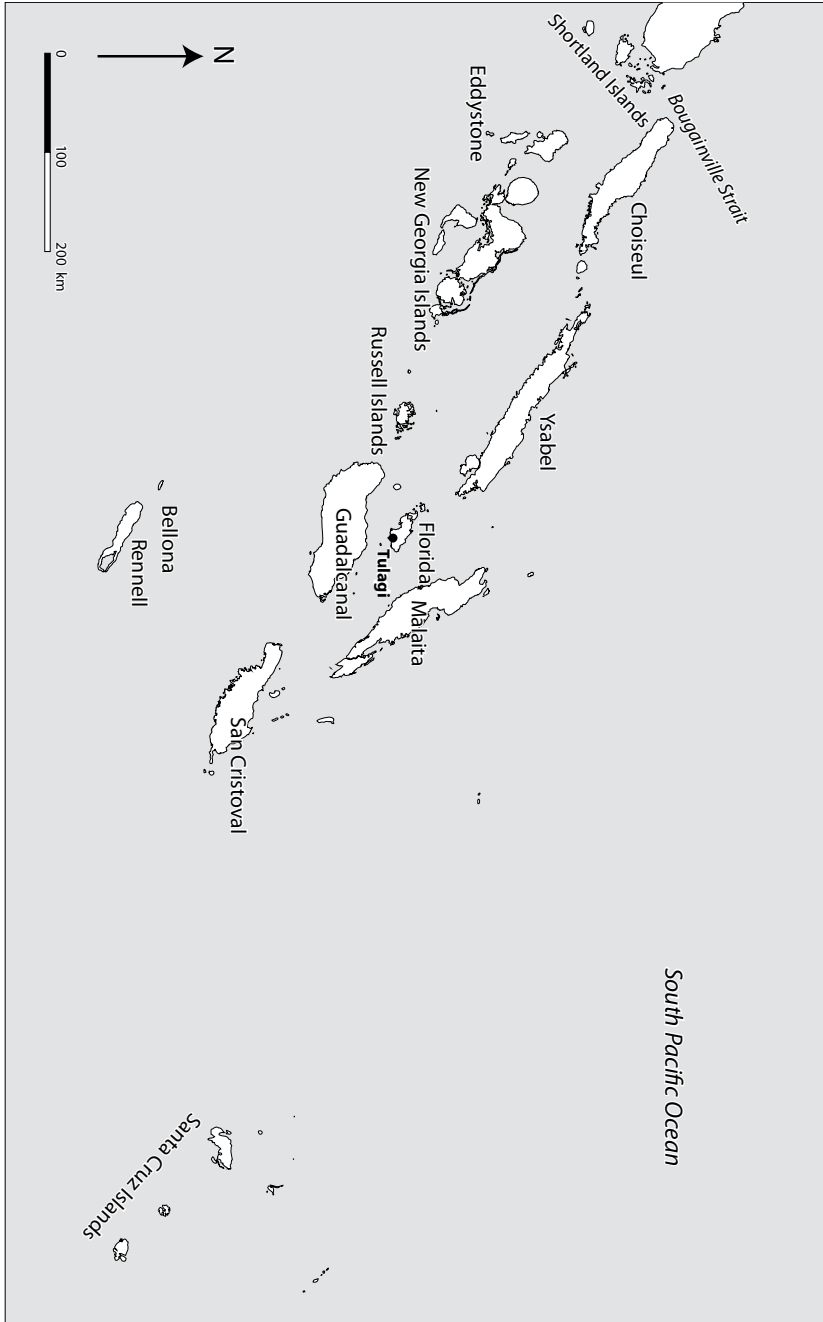 Bougainville Strait
Shortland Islands
Choiseul
South Pacific Ocean
Ysabel
Eddystone
New Georgia Islands
Russell Islands
Florida
Malaita
Tulagi
Guadalcanal
San Cristoval
N
Bellona
Rennell
Santa Cruz Islands
0 100 200 km